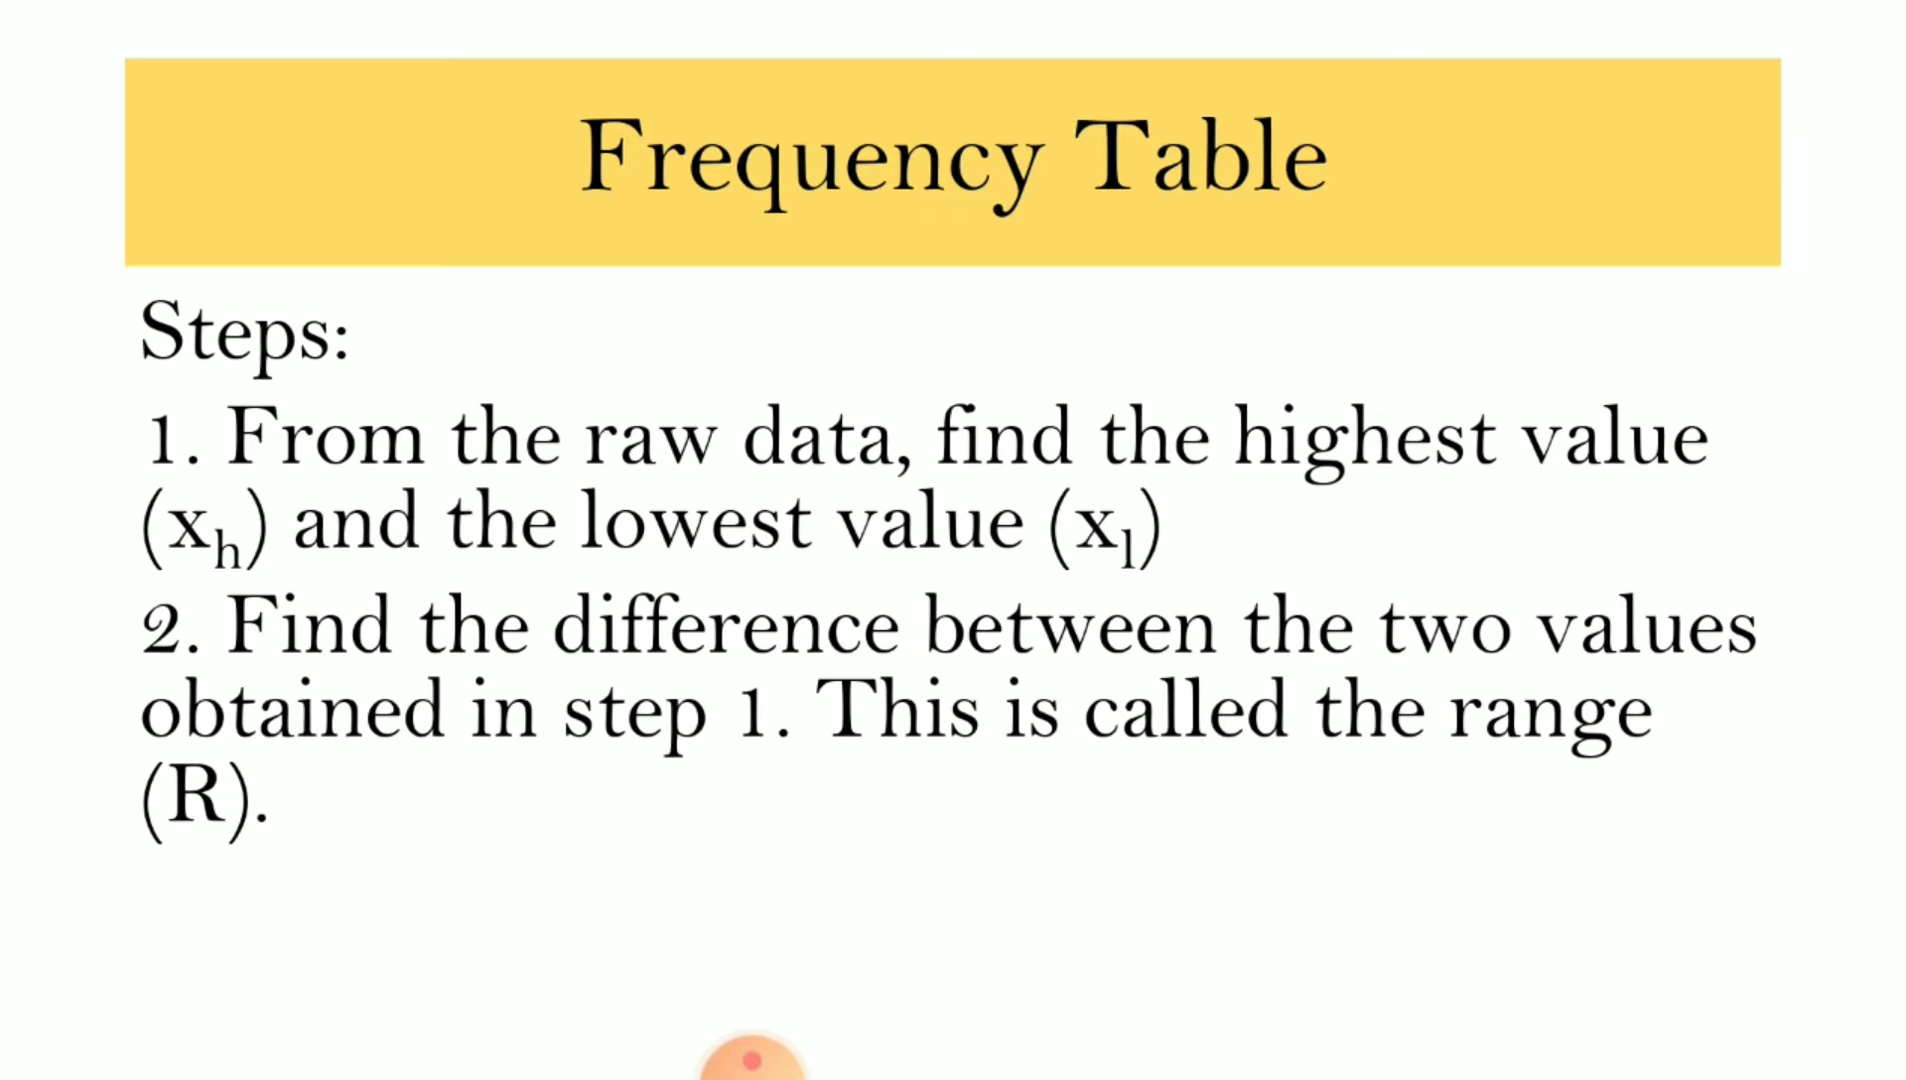 Frequency Table
Steps:
1. From the raw data, find the highest value
(xₕ) and the lowest value (xₗ)
2. Find the difference between the two values
obtained in step 1. This is called the range
(R).